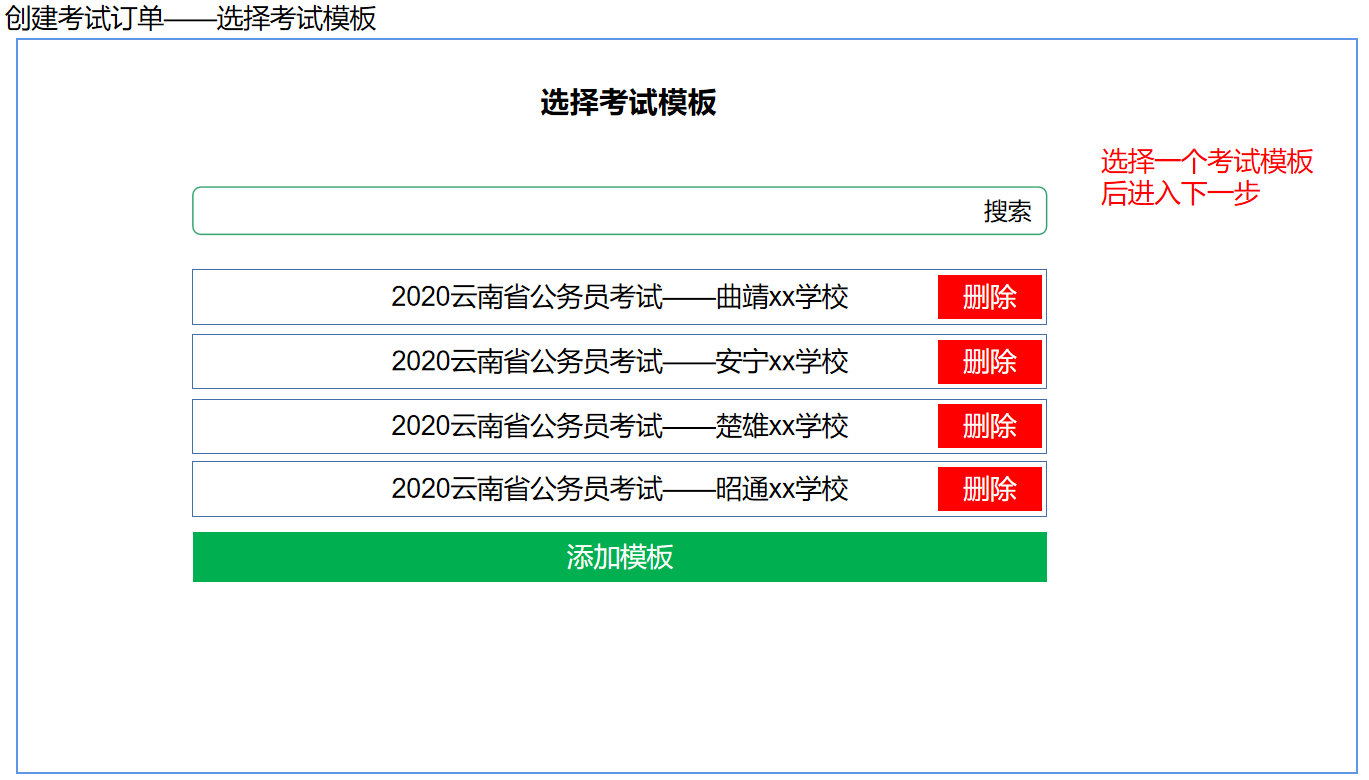 创建考试订单——选择考试模板
选择考试模板
选择一个考试模板
后进入下一步
搜索
2020云南省公务员考试——曲靖xx学校
删除
2020云南省公务员考试——安宁xx学校
删除
2020云南省公务员考试——楚雄xx学校
删除
2020云南省公务员考试——昭通xx学校
删除
添加模板